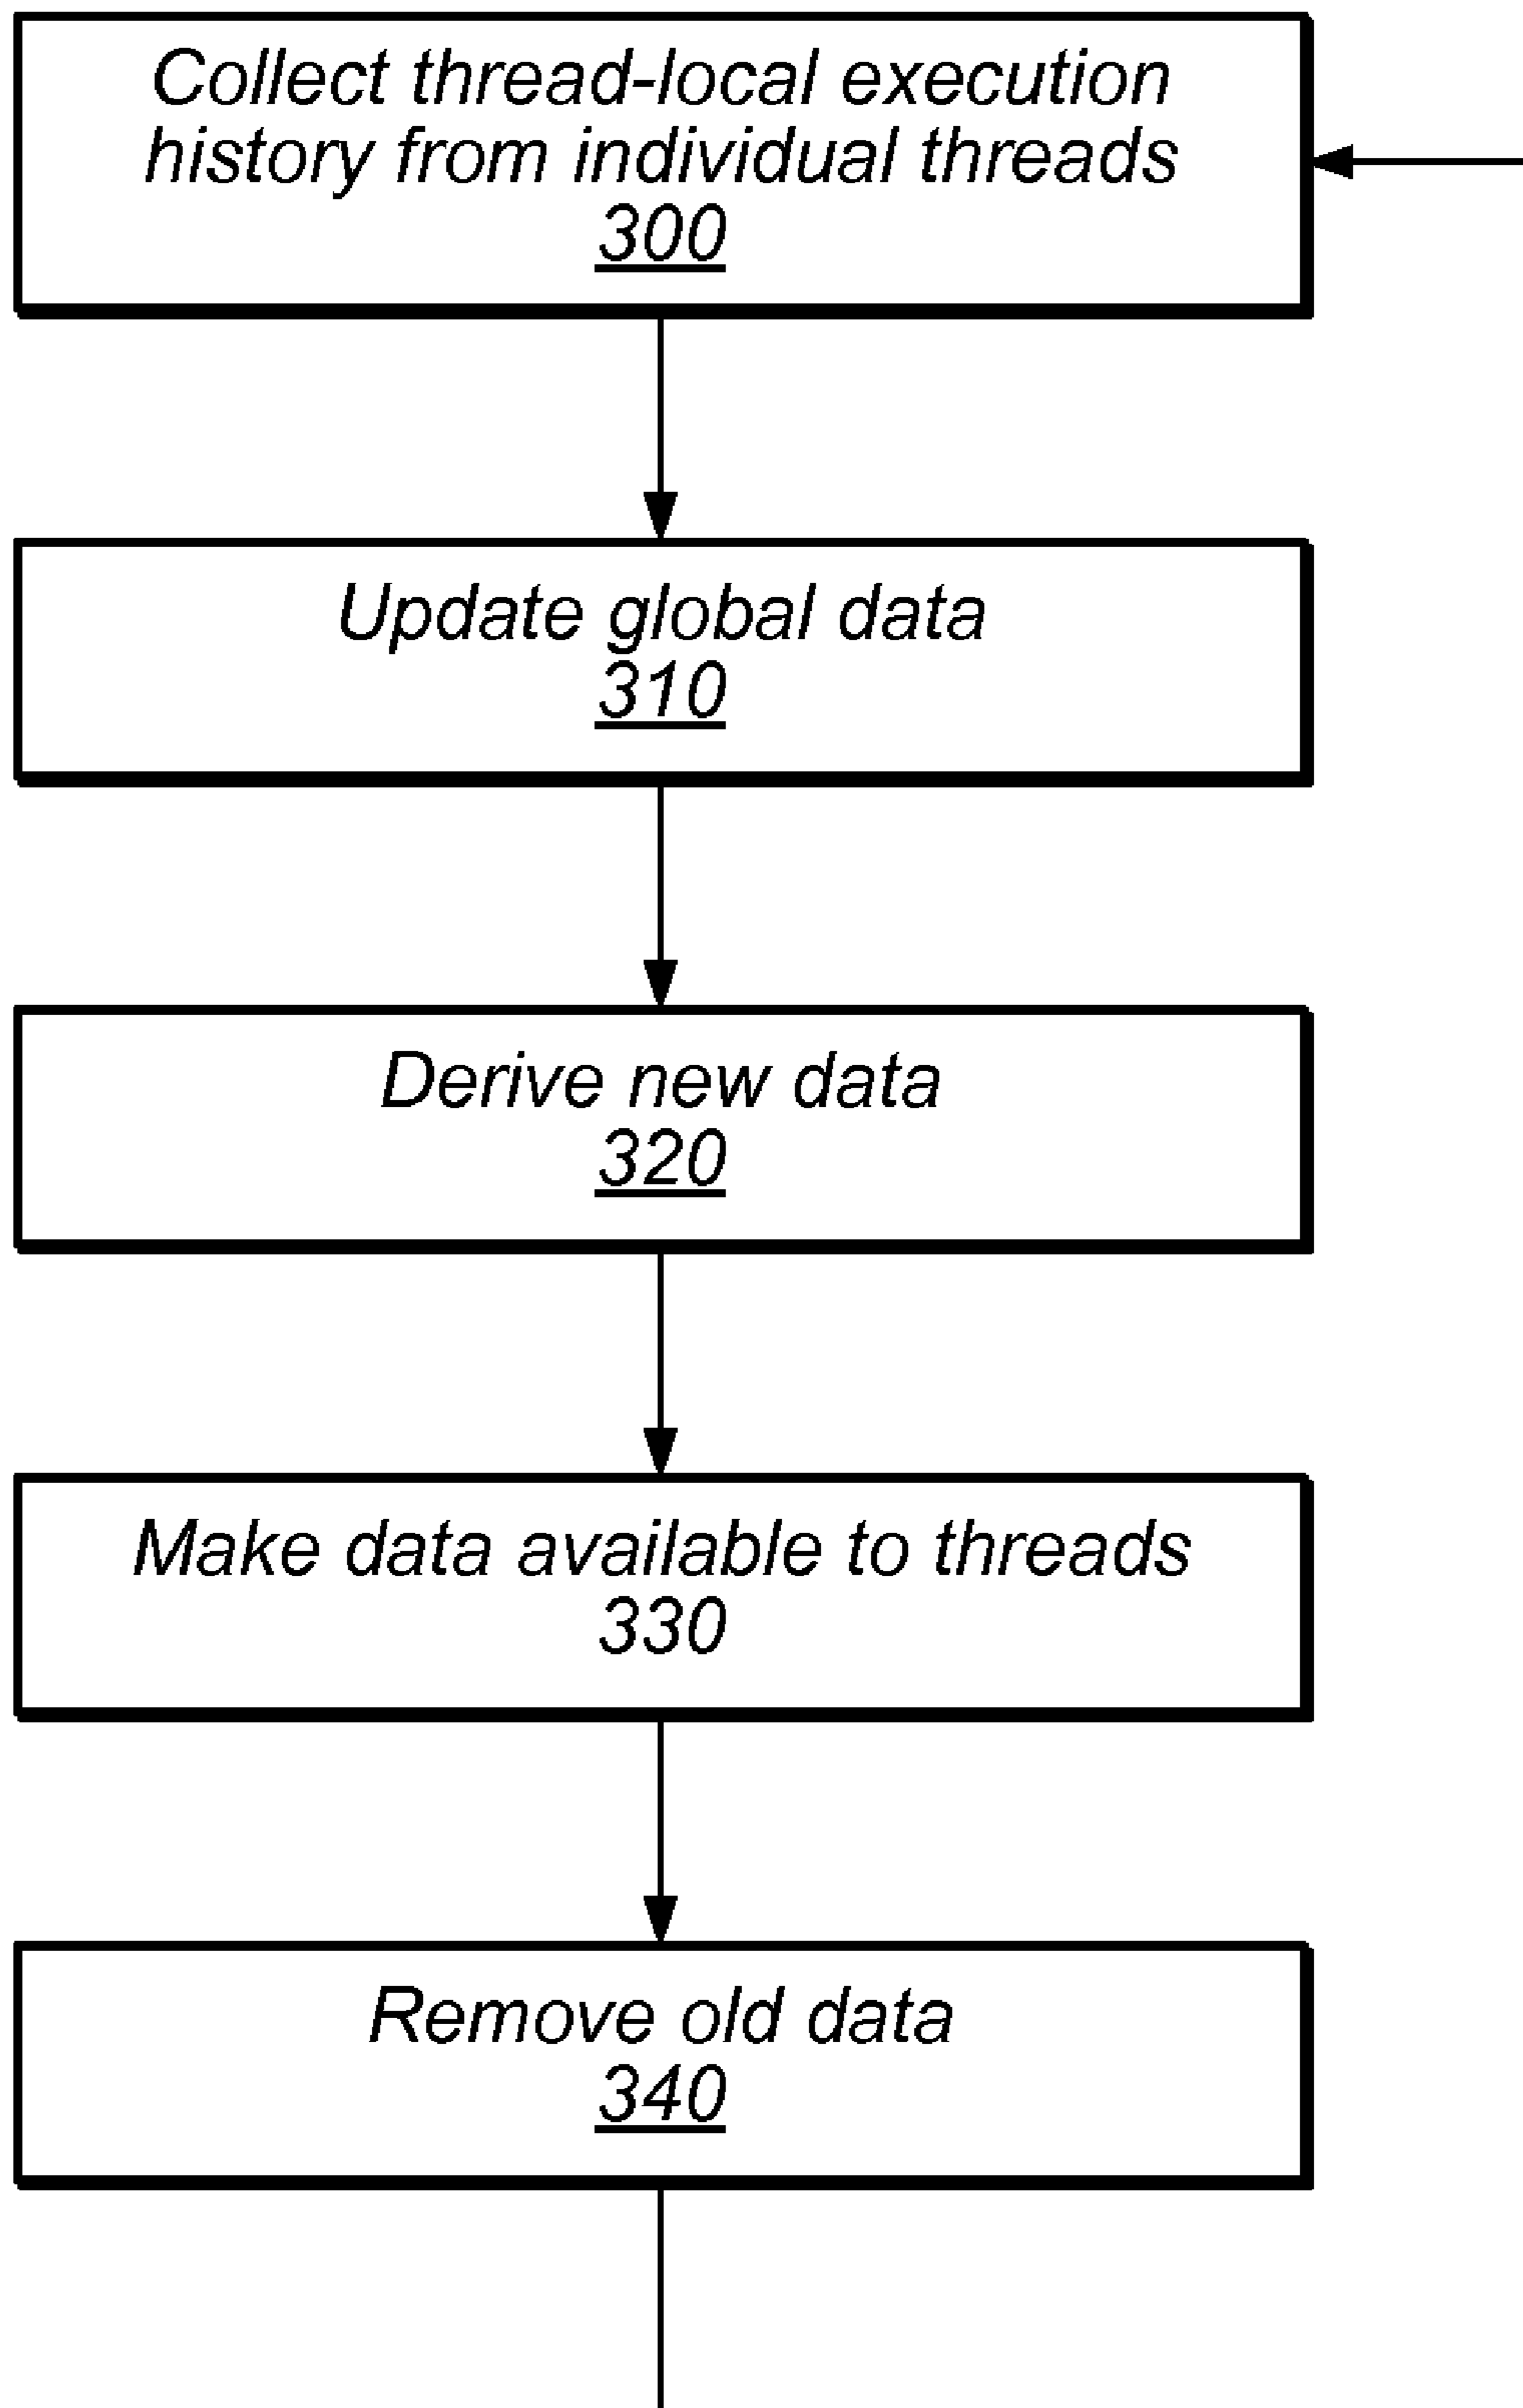 Collect thread-local execution
history from individual threads
300
Update global data
310
Derive new data
320
Make data available to threads
330
Remove old data
340